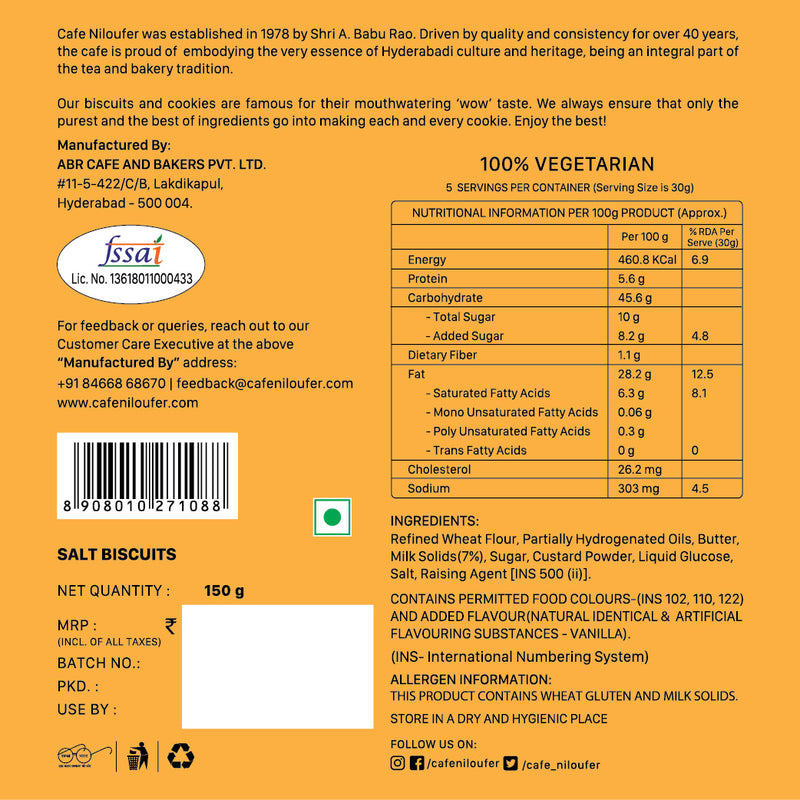 Cafe Niloufer was established in 1978 by Shri A. Babu Rao. Driven by quality and consistency for over 40 years,
the cafe is proud of embodying the very essence of Hyderabadi culture and heritage, being an integral part of
the tea and bakery tradition.
Our biscuits and cookies are famous for their mouthwatering 'wow' taste. We always ensure that only the
purest and the best of ingredients go into making each and every cookie. Enjoy the best!
Manufactured By:
ABR CAFE AND BAKERS PVT. LTD.
#11-5-422/C/B, Lakdikapul,
Hyderabad - 500 004.
fssai
Lic. No. 13618011000433
For feedback or queries, reach out to our
Customer Care Executive at the above
"Manufactured By" address:
+91 84668 68670 | feedback@cafeniloufer.com
www.cafeniloufer.com
8 908010 271088
SALT BISCUITS
NET QUANTITY : 150 g
MRP : ₹
(INCL. OF ALL TAXES)
BATCH NO.:
PKD. :
USE BY :
100% VEGETARIAN
5 SERVINGS PER CONTAINER (Serving Size is 30g)
NUTRITIONAL INFORMATION PER 100g PRODUCT (Approx.)
Per 100 g % RDA Per Serve (30g)
Energy 460.8 KCal 6.9
Protein 5.6 g
Carbohydrate 45.6 g
- Total Sugar 10 g
- Added Sugar 8.2 g 4.8
Dietary Fiber 1.1 g
Fat 28.2 g 12.5
- Saturated Fatty Acids 6.3 g 8.1
- Mono Unsaturated Fatty Acids 0.06 g
- Poly Unsaturated Fatty Acids 0.3 g
- Trans Fatty Acids 0 g 0
Cholesterol 26.2 mg
Sodium 303 mg 4.5
INGREDIENTS:
Refined Wheat Flour, Partially Hydrogenated Oils, Butter,
Milk Solids(7%), Sugar, Custard Powder, Liquid Glucose,
Salt, Raising Agent [INS 500 (ii)].
CONTAINS PERMITTED FOOD COLOURS-(INS 102, 110, 122)
AND ADDED FLAVOUR(NATURAL IDENTICAL & ARTIFICIAL
FLAVOURING SUBSTANCES - VANILLA).
(INS- International Numbering System)
ALLERGEN INFORMATION:
THIS PRODUCT CONTAINS WHEAT GLUTEN AND MILK SOLIDS.
STORE IN A DRY AND HYGIENIC PLACE
FOLLOW US ON:
/cafeniloufer /cafe_niloufer